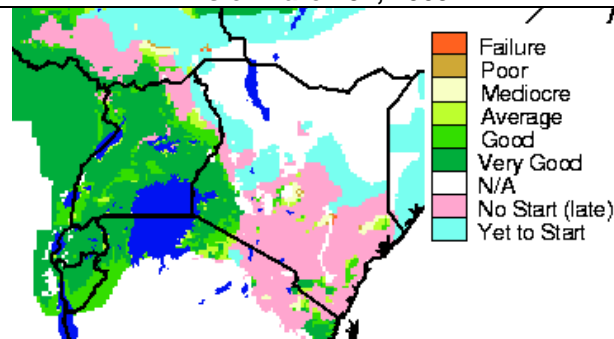 Failure
Poor
Mediocre
Average
Good
Very Good
N/A
No Start (late)
Yet to Start